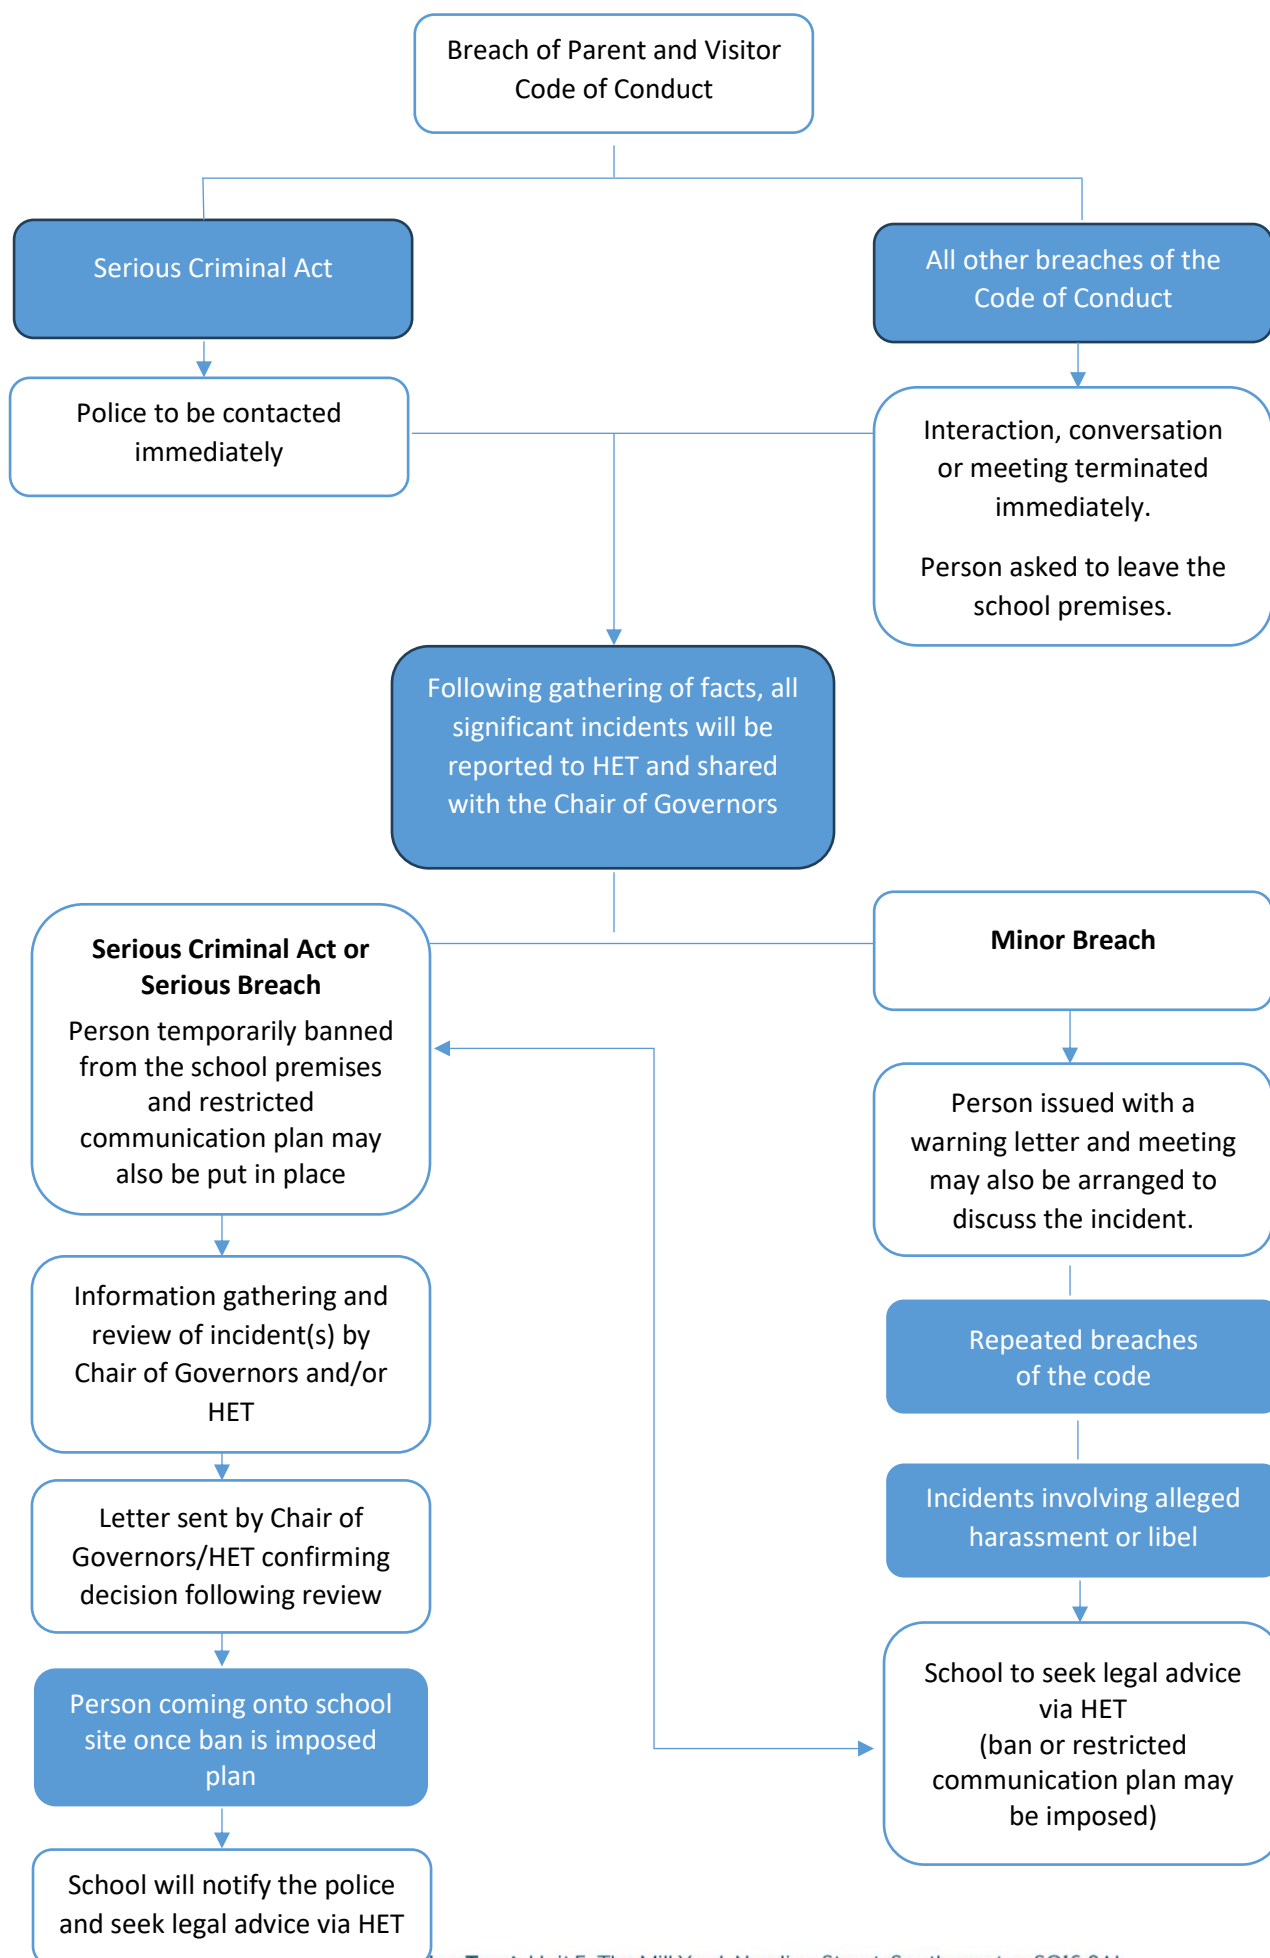 Breach of Parent and Visitor
Code of Conduct
Serious Criminal Act
All other breaches of the
Code of Conduct
Police to be contacted
immediately
Interaction, conversation
or meeting terminated
immediately.
Person asked to leave the
school premises.
Following gathering of facts, all
significant incidents will be
reported to HET and shared
with the Chair of Governors
Serious Criminal Act or
Serious Breach
Person temporarily banned
from the school premises
and restricted
communication plan may
also be put in place
Minor Breach
Person issued with a
warning letter and meeting
may also be arranged to
discuss the incident.
Information gathering and
review of incident(s) by
Chair of Governors and/or
HET
Repeated breaches
of the code
Letter sent by Chair of
Governors/HET confirming
decision following review
Incidents involving alleged
harassment or libel
Person coming onto school
site once ban is imposed
plan
School to seek legal advice
via HET
(ban or restricted
communication plan may
be imposed)
School will notify the police
and seek legal advice via HET